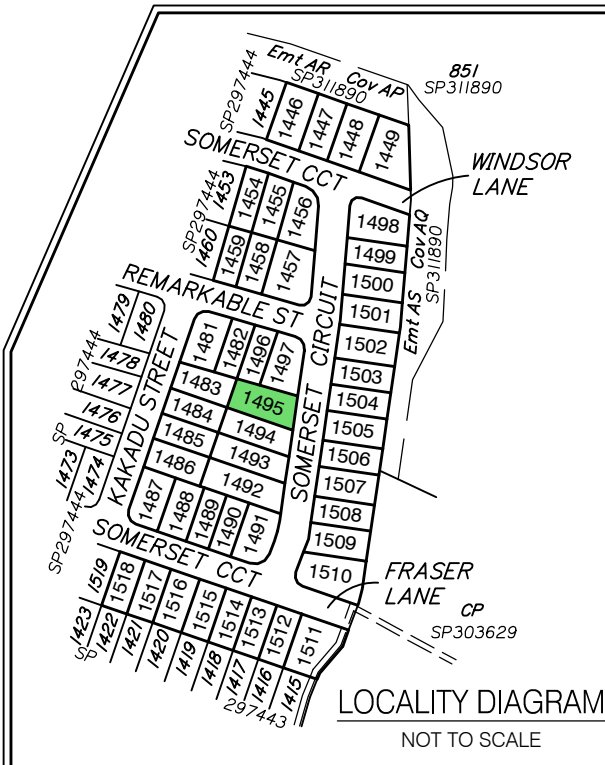 Emt AR
Cov AP
SP311890
851
SP311890
SP297444
1445
1446
1447
1448
1449
SOMERSET CCT
WINDSOR
LANE
SP297444
1453
1454
1455
1456
1460
1459
1458
1457
1498
1499
1500
1501
1502
1503
1504
1505
1506
1507
1508
1509
1510
Cov AQ
SP311890
Emt AS
REMARKABLE ST
SOMERSET CIRCUIT
1479
1480
1478
1477
1476
1475
1473
1474
SP 297444
SP297444
KAKADU STREET
1481
1482
1496
1497
1483
1495
1484
1494
1485
1493
1486
1492
1487
1488
1489
1490
1491
SOMERSET CCT
FRASER
LANE
CP
SP303629
1519
1518
1517
1516
1515
1514
1513
1512
1511
1423
1422
1421
1420
1419
1418
1417
1416
1415
SP
297443
LOCALITY DIAGRAM
NOT TO SCALE